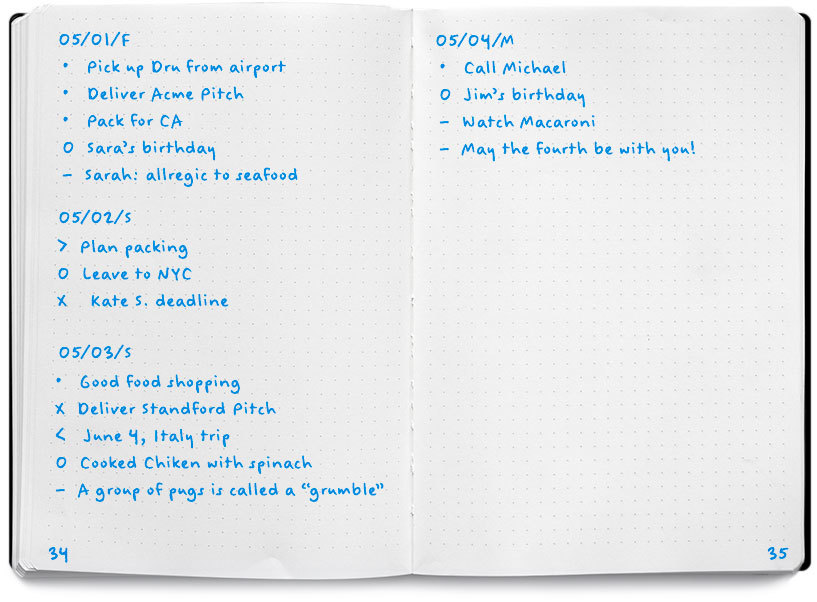 05/01/F
• Pick up Dru from airport
• Deliver Acme Pitch
• Pack for CA
O Sara's birthday
– Sarah: allregic to seafood
05/02/S
> Plan packing
O Leave to NYC
X Kate S. deadline
05/03/S
• Good food shopping
X Deliver Standford Pitch
< June 4, Italy trip
O Cooked Chiken with spinach
– A group of pugs is called a "grumble"
34
05/04/M
• Call Michael
O Jim's birthday
– Watch Macaroni
– May the fourth be with you!
35